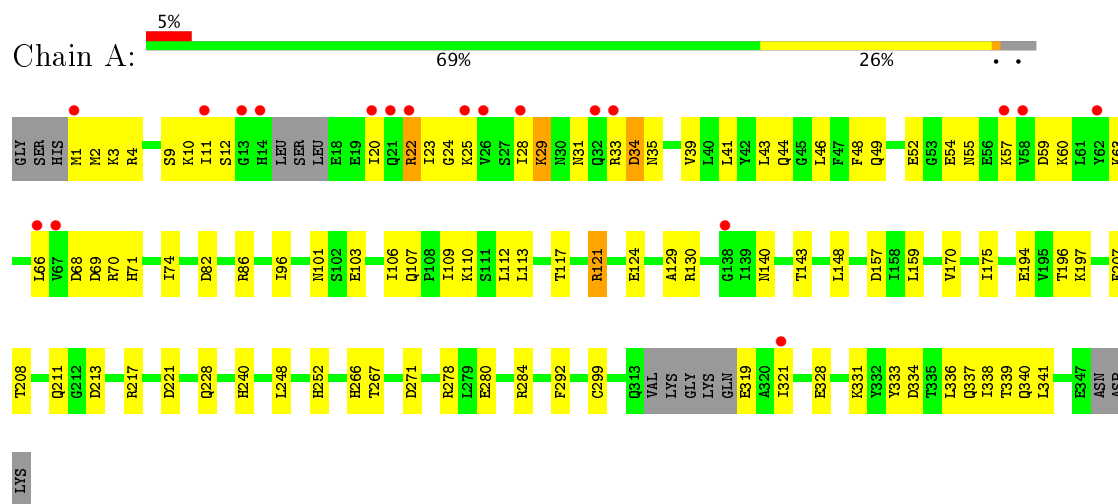 5%
Chain A: 69% 26% • •
GLY SER HIS M1 M2 K3 R4 S9 K10 I11 S12 G13 H14 LEU SER LEU E18 E19 I20 Q21 R22 I23 G24 K25 V26 S27 I28 K29 N30 N31 Q32 R33 D34 N35 V39 L40 L41 Y42 L43 Q44 G45 L46 F47 F48 Q49 E52 G53 E54 N55 E56 K57 V58 D59 K60 L61 Y62 K63
L66 V67 D68 D69 R70 H71 I74 D82 R86 I96 N101 S102 E103 I106 Q107 P108 I109 K110 S111 L112 L113 T117 R121 E124 A129 R130 G138 I139 N140 T143 L148 D157 I158 L159 V170 I175 E194 V195 T196 K197 E207
T208 Q211 G212 D213 R217 D221 Q228 H240 L248 H252 H266 T267 D271 R278 L279 E280 R284 F292 C299 Q313 VAL LYS GLY LYS GLN E319 A320 I321 E328 K331 Y332 Y333 D334 T335 L336 Q337 I338 T339 Q340 L341 E347 ASN ASP
LYS